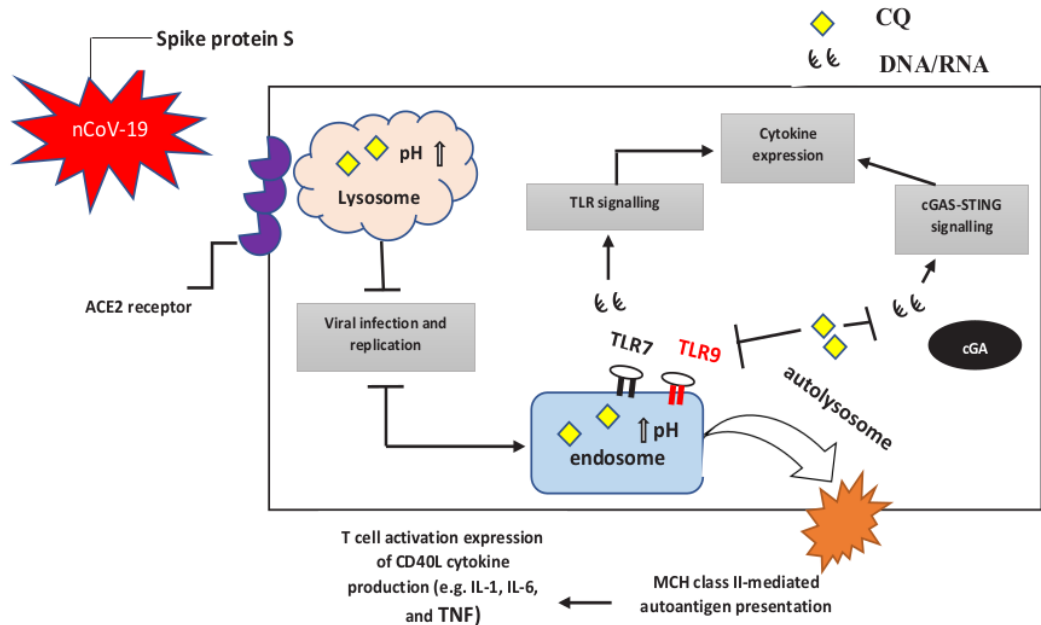 CQ
Spike protein S
DNA/RNA
nCoV-19
pH
Lysosome
Cytokine
expression
TLR signalling
cGAS-STING
signalling
ACE2 receptor
Viral infection and
replication
TLR7
TLR9
cGA
autolysosome
pH
endosome
T cell activation expression
of CD40L cytokine
production (e.g. IL-1, IL-6,
and TNF)
MCH class II-mediated
autoantigen presentation